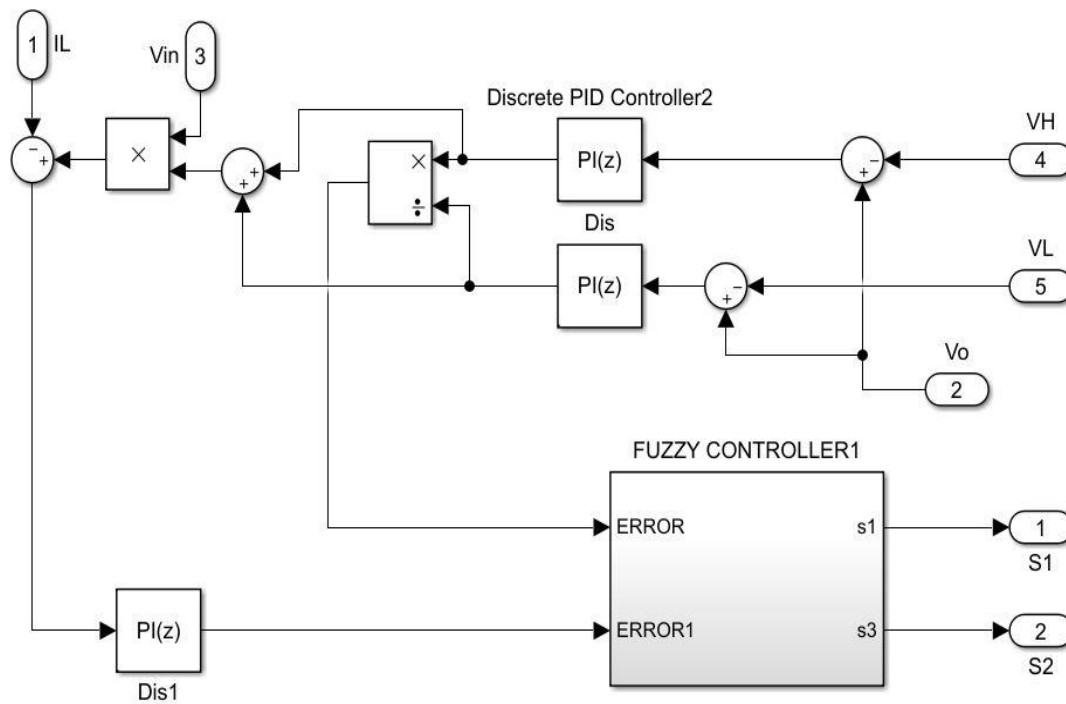 1
IL
Vin
3
-
+
×
+
+
×
÷
Discrete PID Controller2
PI(z)
Dis
PI(z)
-
+
-
+
VH
4
VL
5
Vo
2
FUZZY CONTROLLER1
ERROR
s1
1
S1
ERROR1
s3
2
S2
PI(z)
Dis1